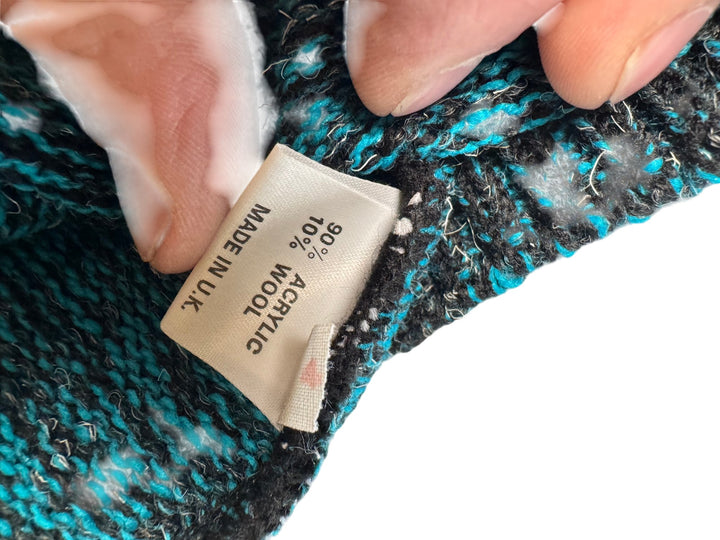 90% ACRYLIC
10% WOOL
MADE IN U.K.